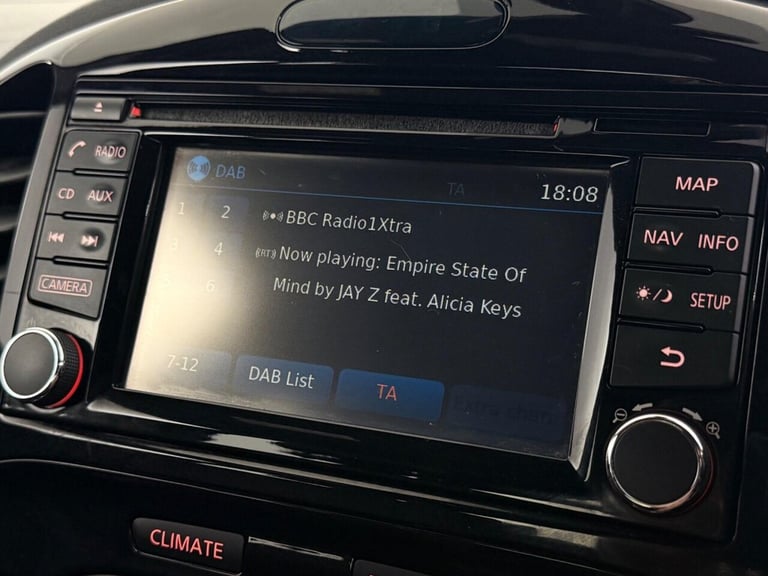 RADIO
CD AUX
CAMERA
DAB
TA
18:08
1 2
3 4
6
7-12
BBC Radio1Xtra
(RT) Now playing: Empire State Of
Mind by JAY Z feat. Alicia Keys
DAB List
TA
MAP
NAV INFO
SETUP
CLIMATE